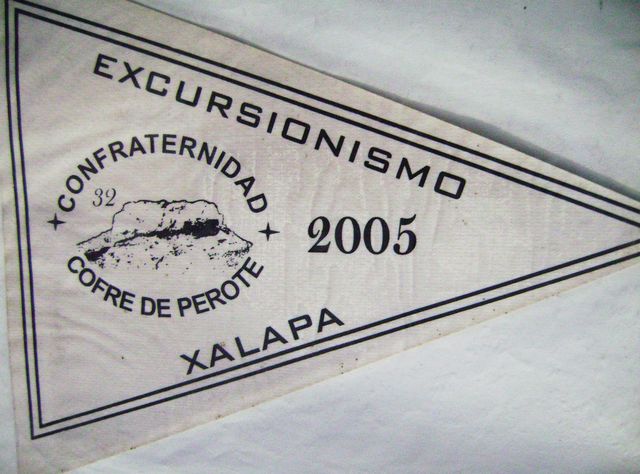 EXCURSIONISMO
CONFRATERNIDAD
32
COFRE DE PEROTE
2005
XALAPA